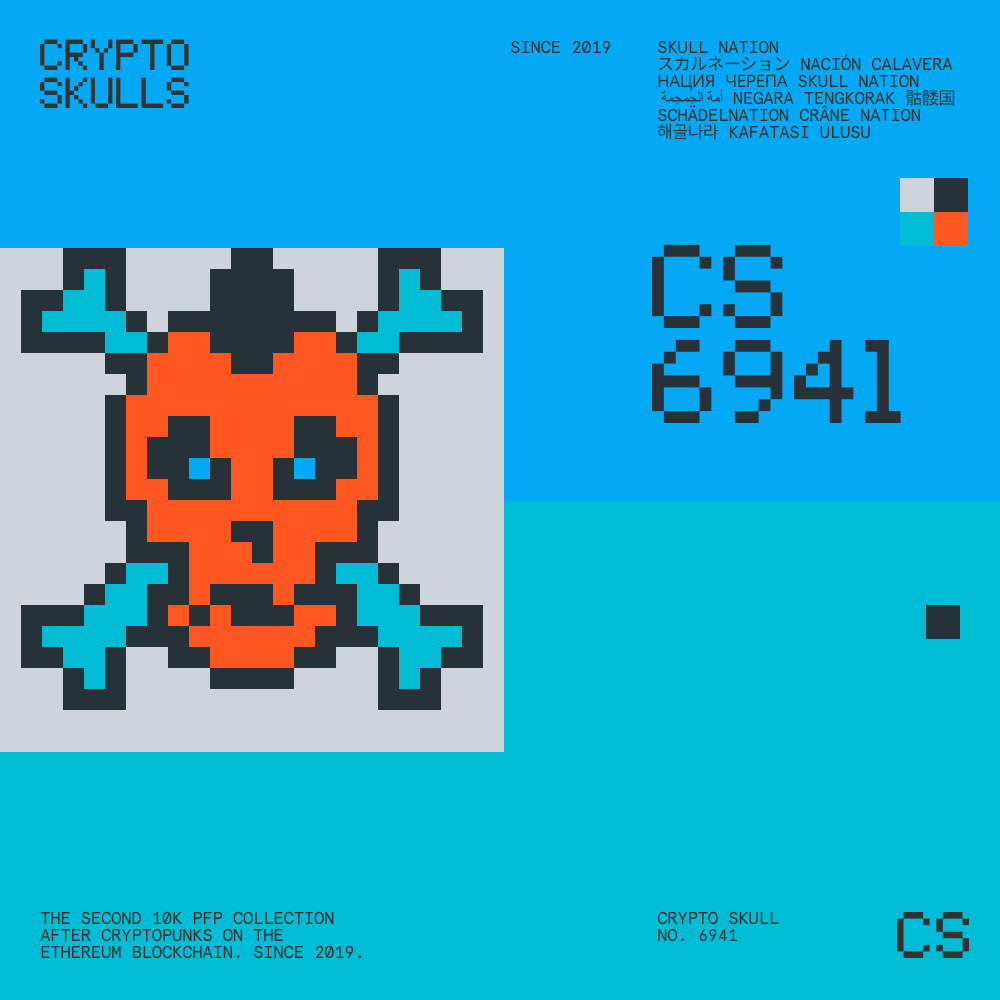 CRYPTO
SKULLS
SINCE 2019
SKULL NATION
スカルネーション NACIÓN CALAVERA
НАЦИЯ ЧЕРЕПА SKULL NATION
أمة الجمجمة NEGARA TENGKORAK 骷髅国
SCHÄDELNATION CRÂNE NATION
해골나라 KAFATASI ULUSU
CS
6941
THE SECOND 10K PFP COLLECTION
AFTER CRYPTOPUNKS ON THE
ETHEREUM BLOCKCHAIN. SINCE 2019.
CRYPTO SKULL
NO. 6941
CS